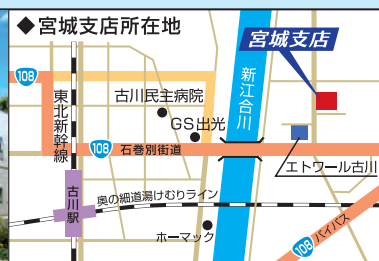 ◆宮城支店所在地
宮城支店
108
新江合川
古川民主病院
東北新幹線
GS出光
108 石巻別街道
エトワール古川
古川駅
奥の細道湯けむりライン
ホーマック
108 バイパス